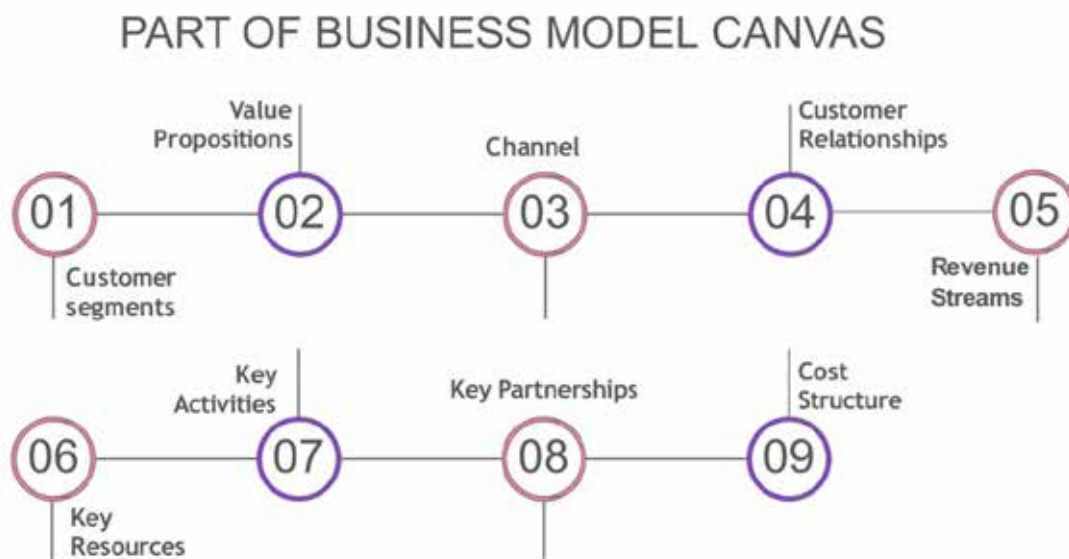 PART OF BUSINESS MODEL CANVAS
Value
Propositions
Channel
Customer
Relationships
01
02
03
04
05
Customer
segments
Revenue
Streams
Key
Activities
Key Partnerships
Cost
Structure
06
07
08
09
Key
Resources